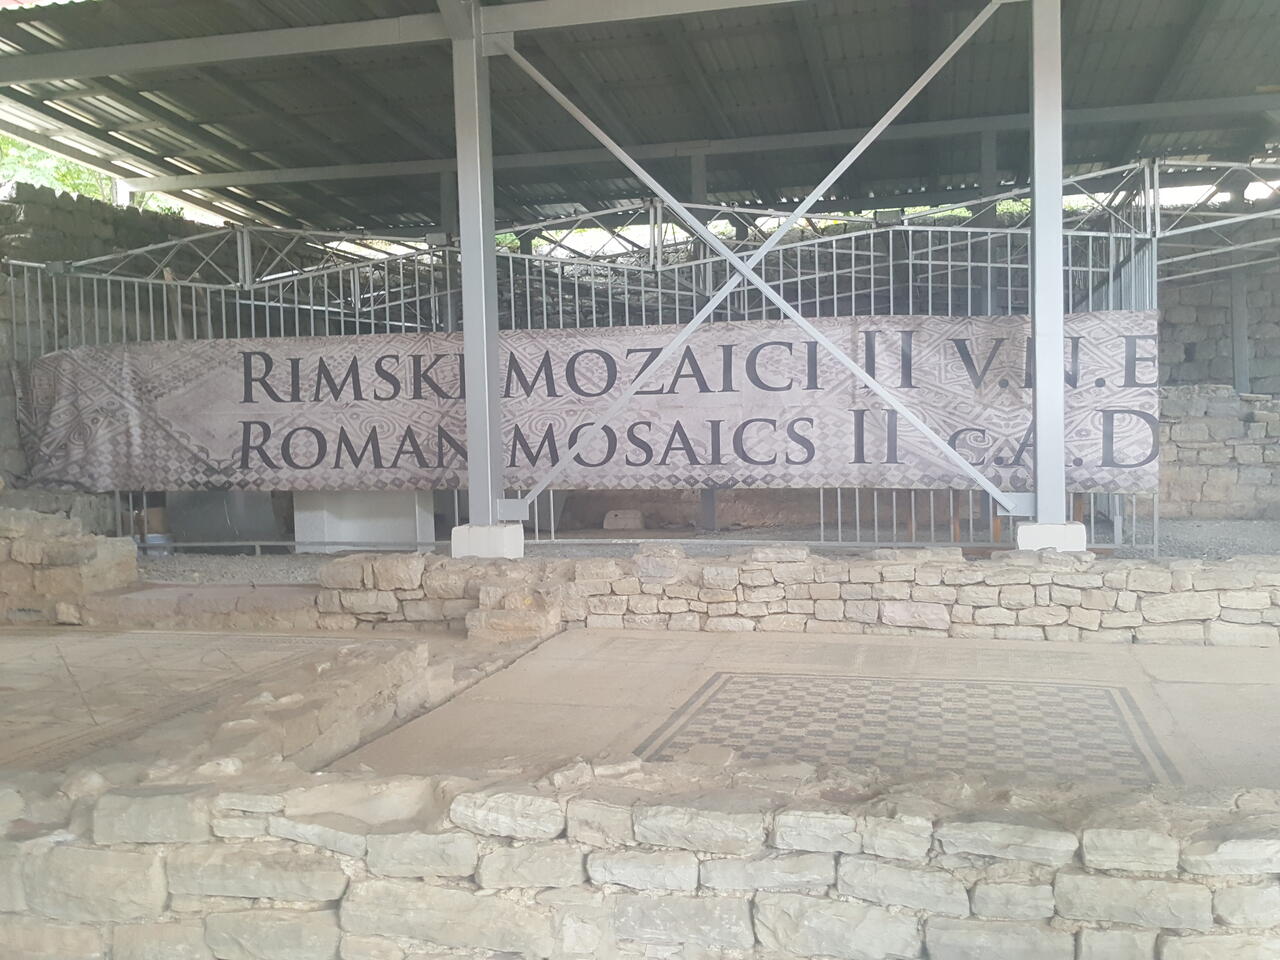 RIMSKI MOZAICI II V.N.E
ROMAN MOSAICS II C.A.D